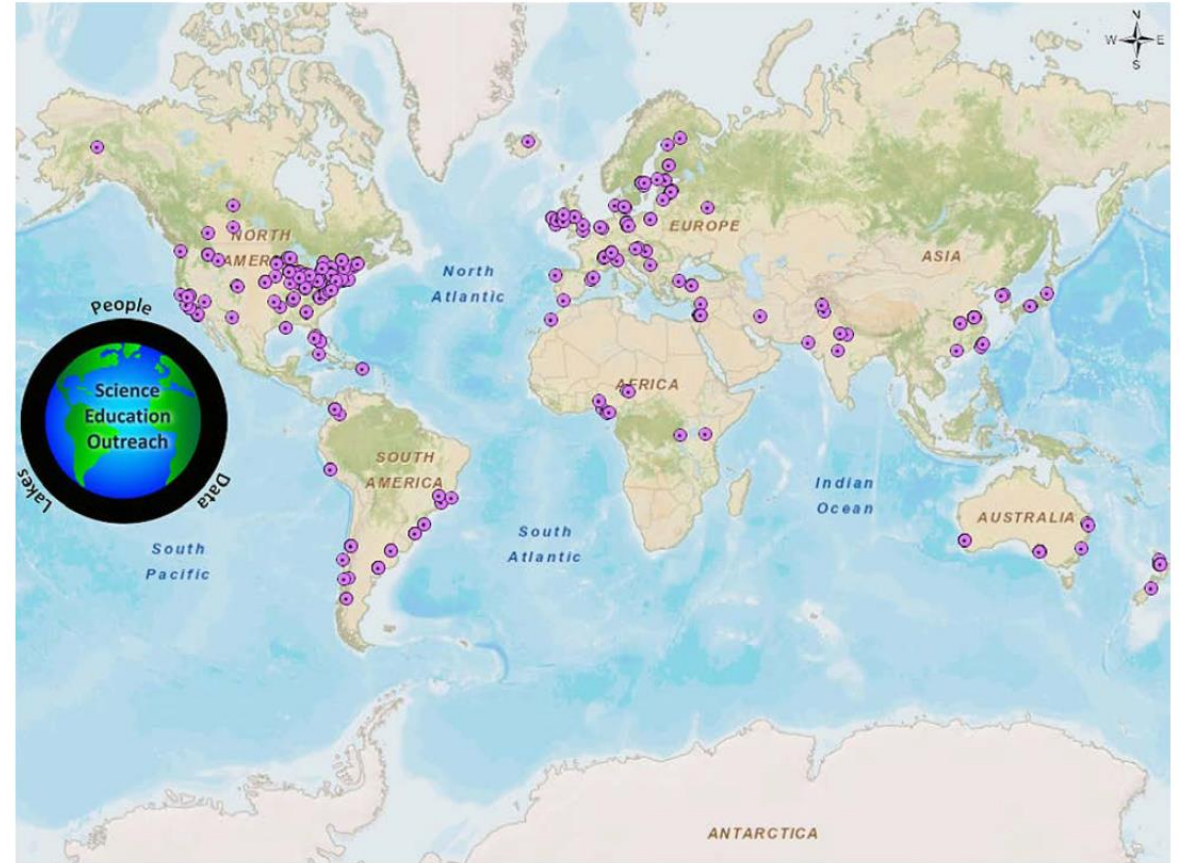 N
W E
S
NORTH
AMER
EUROPE
ASIA
North
Atlantic
People
Science
Education
Outreach
Lakes
Data
AFRICA
SOUTH
AMERICA
Indian
Ocean
AUSTRALIA
South
Pacific
South
Atlantic
ANTARCTICA